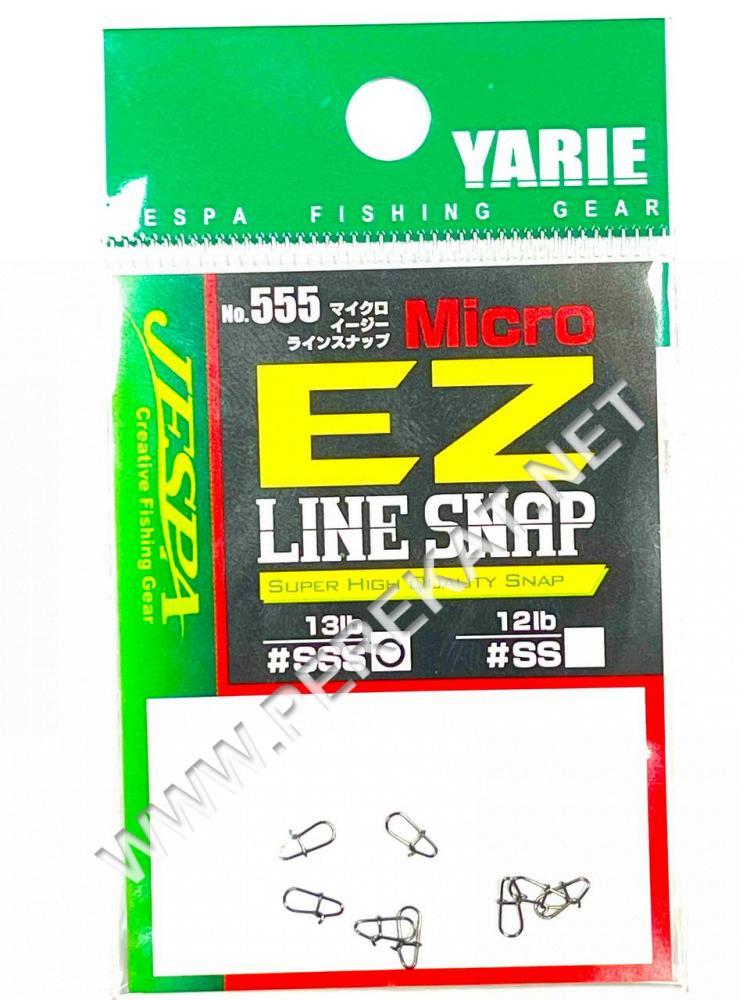 YARIE
JESPA FISHING GEAR
No.555 マイクロ
イージー
ラインスナップ
Micro
EZ
LINE SNAP
SUPER HIGH QUALITY SNAP
13lb
#SSS
12lb
#SS
JESPA
Creative Fishing Gear
WWW.PEREKAT.NET